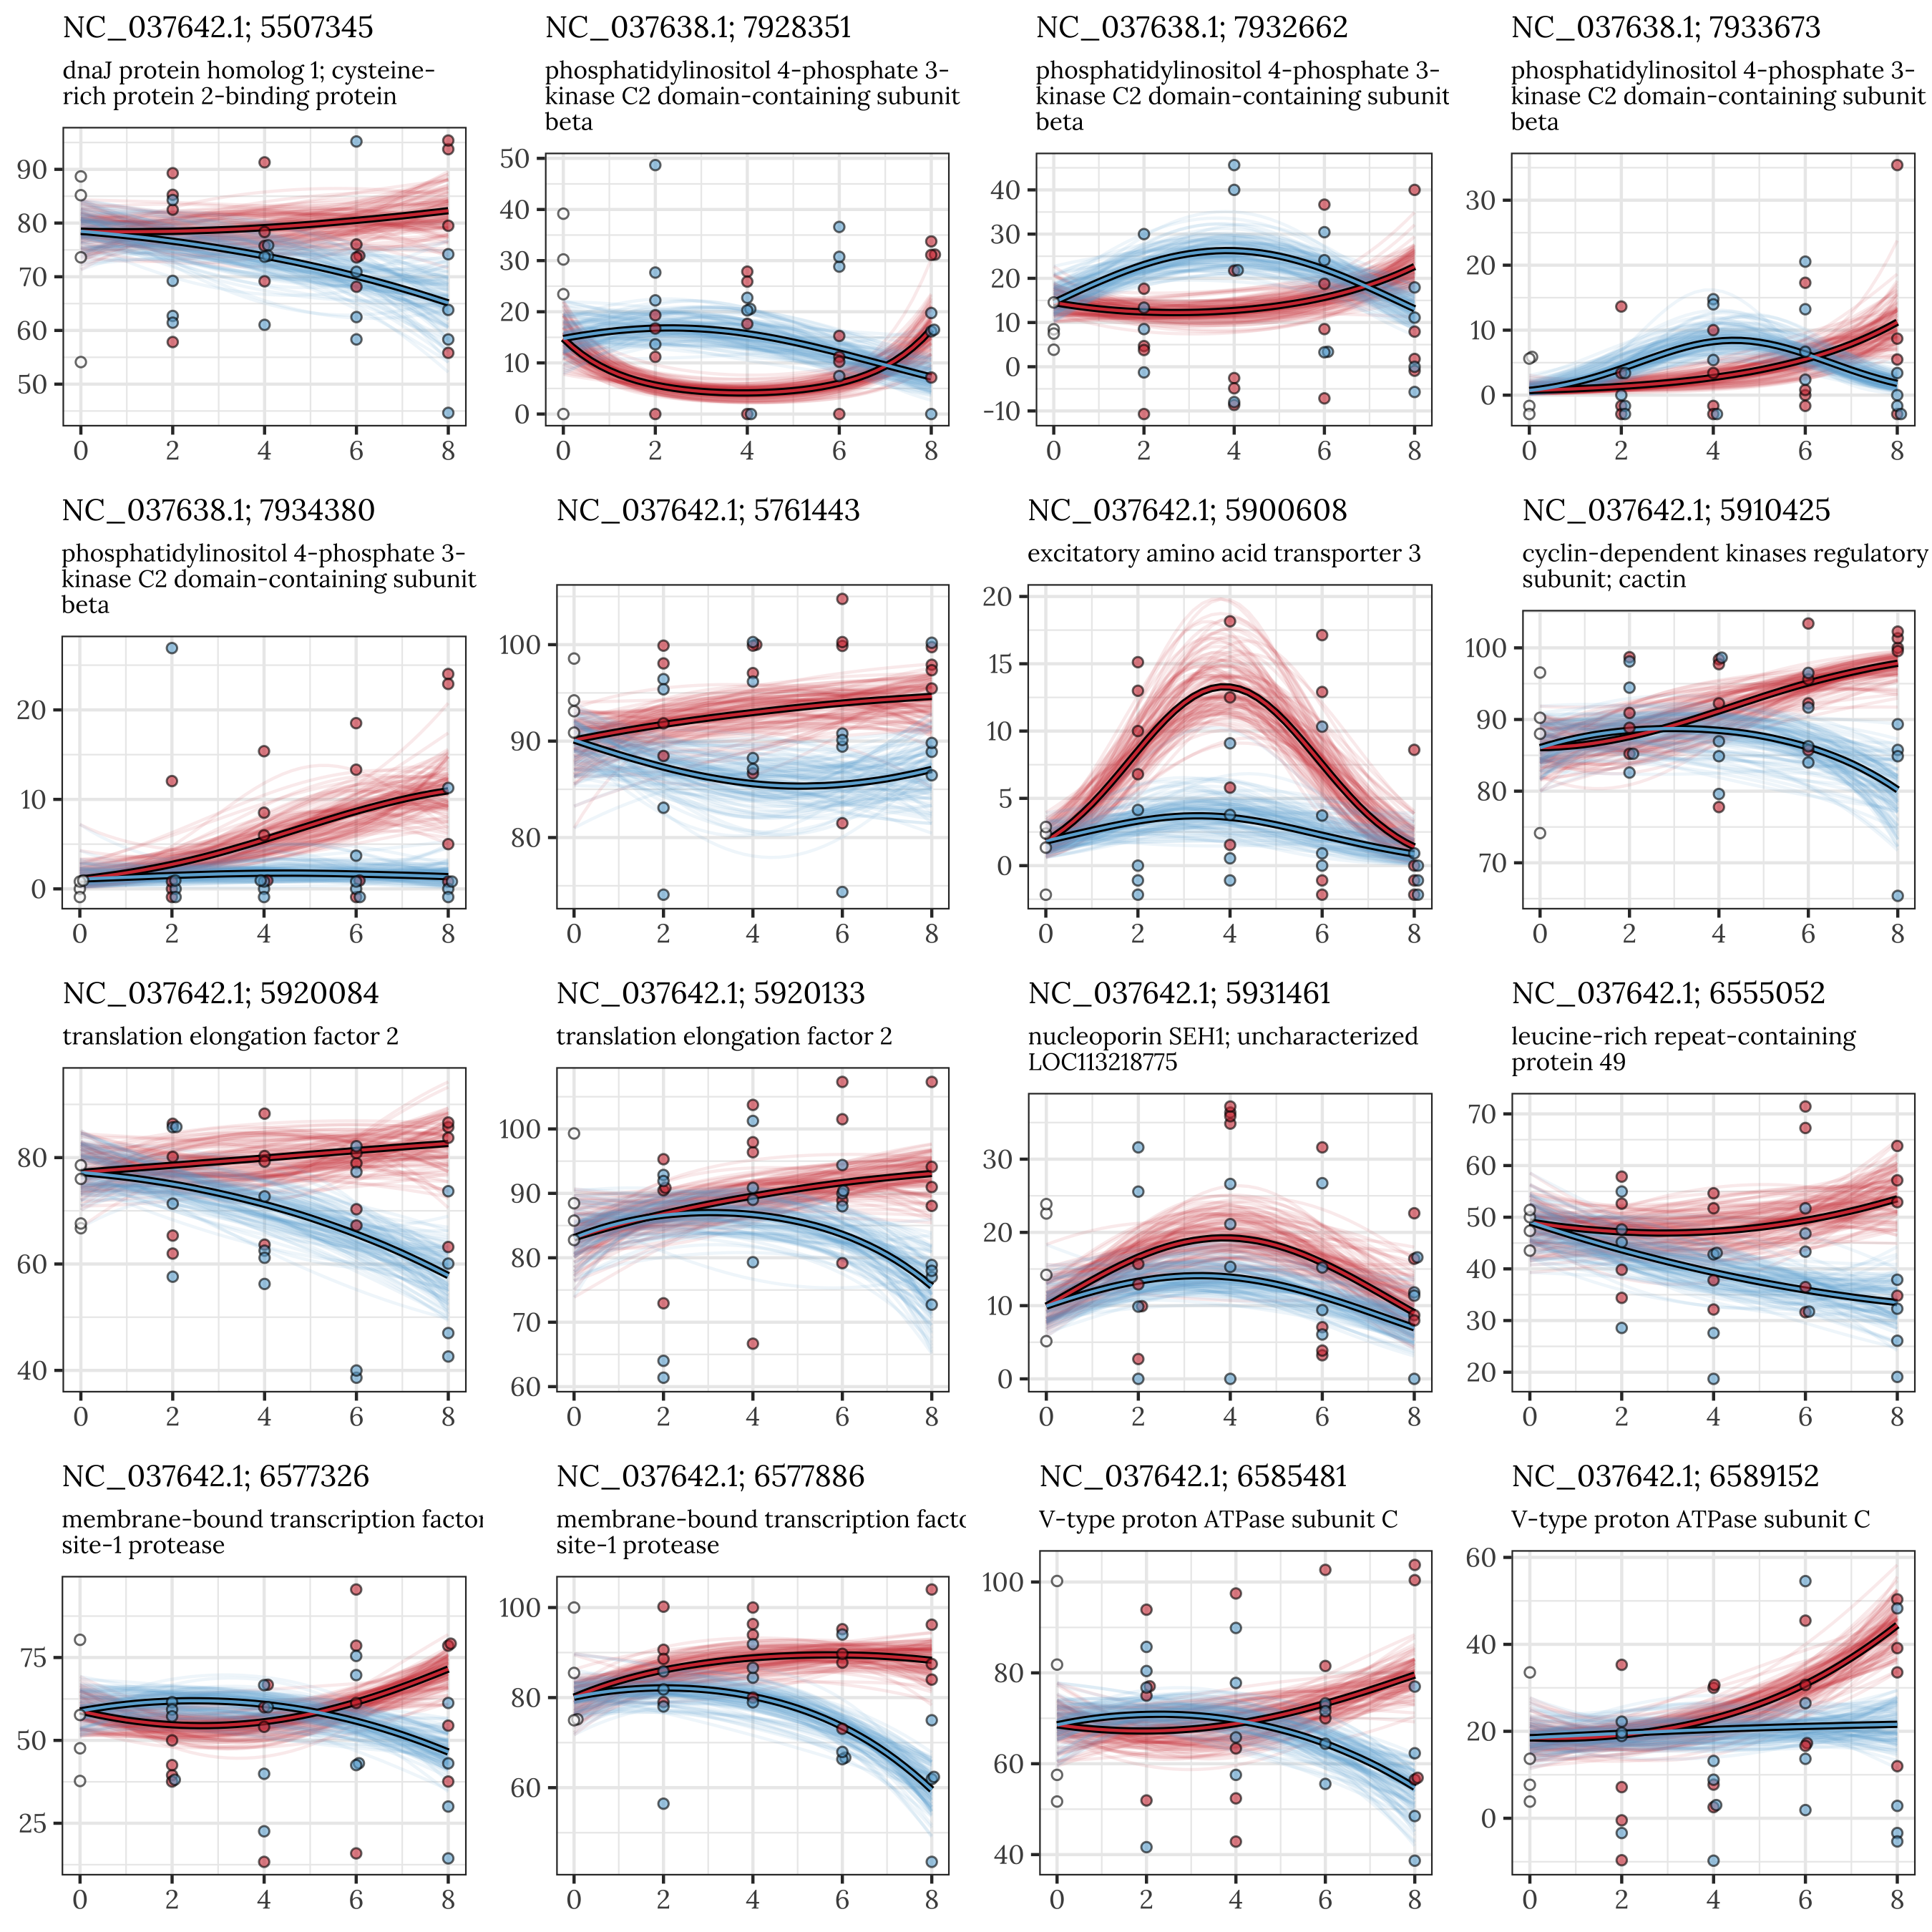 NC_037642.1; 5507345
dnaJ protein homolog 1; cysteine-
rich protein 2-binding protein
90
80
70
60
50
0 2 4 6 8
NC_037638.1; 7928351
phosphatidylinositol 4-phosphate 3-
kinase C2 domain-containing subunit
beta
50
40
30
20
10
0
0 2 4 6 8
NC_037638.1; 7932662
phosphatidylinositol 4-phosphate 3-
kinase C2 domain-containing subunit
beta
40
30
20
10
0
-10
0 2 4 6 8
NC_037638.1; 7933673
phosphatidylinositol 4-phosphate 3-
kinase C2 domain-containing subunit
beta
30
20
10
0
0 2 4 6 8
NC_037638.1; 7934380
phosphatidylinositol 4-phosphate 3-
kinase C2 domain-containing subunit
beta
20
10
0
0 2 4 6 8
NC_037642.1; 5761443
100
90
80
0 2 4 6 8
NC_037642.1; 5900608
excitatory amino acid transporter 3
20
15
10
5
0
0 2 4 6 8
NC_037642.1; 5910425
cyclin-dependent kinases regulatory
subunit; cactin
100
90
80
70
0 2 4 6 8
NC_037642.1; 5920084
translation elongation factor 2
80
60
40
0 2 4 6 8
NC_037642.1; 5920133
translation elongation factor 2
100
90
80
70
60
0 2 4 6 8
NC_037642.1; 5931461
nucleoporin SEH1; uncharacterized
LOC113218775
30
20
10
0
0 2 4 6 8
NC_037642.1; 6555052
leucine-rich repeat-containing
protein 49
70
60
50
40
30
20
0 2 4 6 8
NC_037642.1; 6577326
membrane-bound transcription factor
site-1 protease
75
50
25
0 2 4 6 8
NC_037642.1; 6577886
membrane-bound transcription facto
site-1 protease
100
80
60
0 2 4 6 8
NC_037642.1; 6585481
V-type proton ATPase subunit C
100
80
60
40
0 2 4 6 8
NC_037642.1; 6589152
V-type proton ATPase subunit C
60
40
20
0
0 2 4 6 8